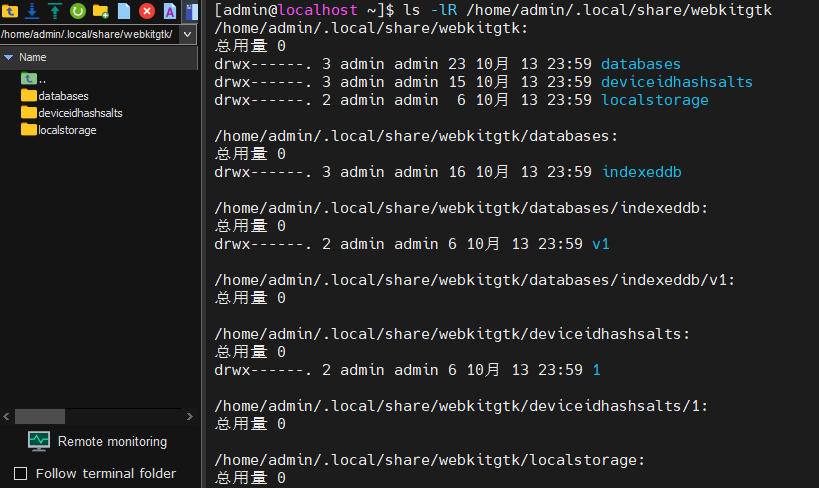 /home/admin/.local/share/webkitgtk/
Name
..
databases
deviceidhashsalts
localstorage
Remote monitoring
Follow terminal folder
[admin@localhost ~]$ ls -lR /home/admin/.local/share/webkitgtk
/home/admin/.local/share/webkitgtk:
总用量 0
drwx------. 3 admin admin 23 10月 13 23:59 databases
drwx------. 3 admin admin 15 10月 13 23:59 deviceidhashsalts
drwx------. 2 admin admin  6 10月 13 23:59 localstorage
/home/admin/.local/share/webkitgtk/databases:
总用量 0
drwx------. 3 admin admin 16 10月 13 23:59 indexeddb
/home/admin/.local/share/webkitgtk/databases/indexeddb:
总用量 0
drwx------. 2 admin admin 6 10月 13 23:59 v1
/home/admin/.local/share/webkitgtk/databases/indexeddb/v1:
总用量 0
/home/admin/.local/share/webkitgtk/deviceidhashsalts:
总用量 0
drwx------. 2 admin admin 6 10月 13 23:59 1
/home/admin/.local/share/webkitgtk/deviceidhashsalts/1:
总用量 0
/home/admin/.local/share/webkitgtk/localstorage:
总用量 0